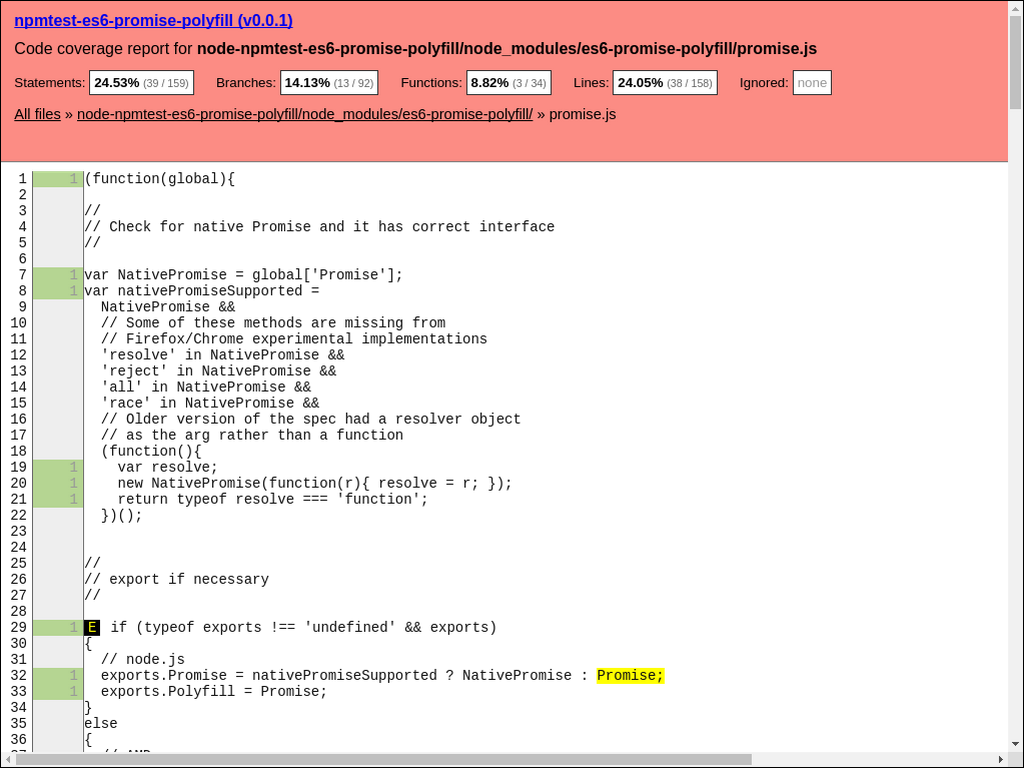 npmtest-es6-promise-polyfill (v0.0.1)
Code coverage report for node-npmtest-es6-promise-polyfill/node_modules/es6-promise-polyfill/promise.js
Statements: 24.53% (39 / 159) Branches: 14.13% (13 / 92) Functions: 8.82% (3 / 34) Lines: 24.05% (38 / 158) Ignored: none
All files » node-npmtest-es6-promise-polyfill/node_modules/es6-promise-polyfill/ » promise.js
1 1 (function(global){
2
3 //
4 // Check for native Promise and it has correct interface
5 //
6
7 1 var NativePromise = global['Promise'];
8 1 var nativePromiseSupported =
9 NativePromise &&
10 // Some of these methods are missing from
11 // Firefox/Chrome experimental implementations
12 'resolve' in NativePromise &&
13 'reject' in NativePromise &&
14 'all' in NativePromise &&
15 'race' in NativePromise &&
16 // Older version of the spec had a resolver object
17 // as the arg rather than a function
18 (function(){
19 1 var resolve;
20 1 new NativePromise(function(r){ resolve = r; });
21 1 return typeof resolve === 'function';
22 })();
23
24
25 //
26 // export if necessary
27 //
28
29 1 E if (typeof exports !== 'undefined' && exports)
30 {
31 // node.js
32 1 exports.Promise = nativePromiseSupported ? NativePromise : Promise;
33 1 exports.Polyfill = Promise;
34 }
35 else
36 {